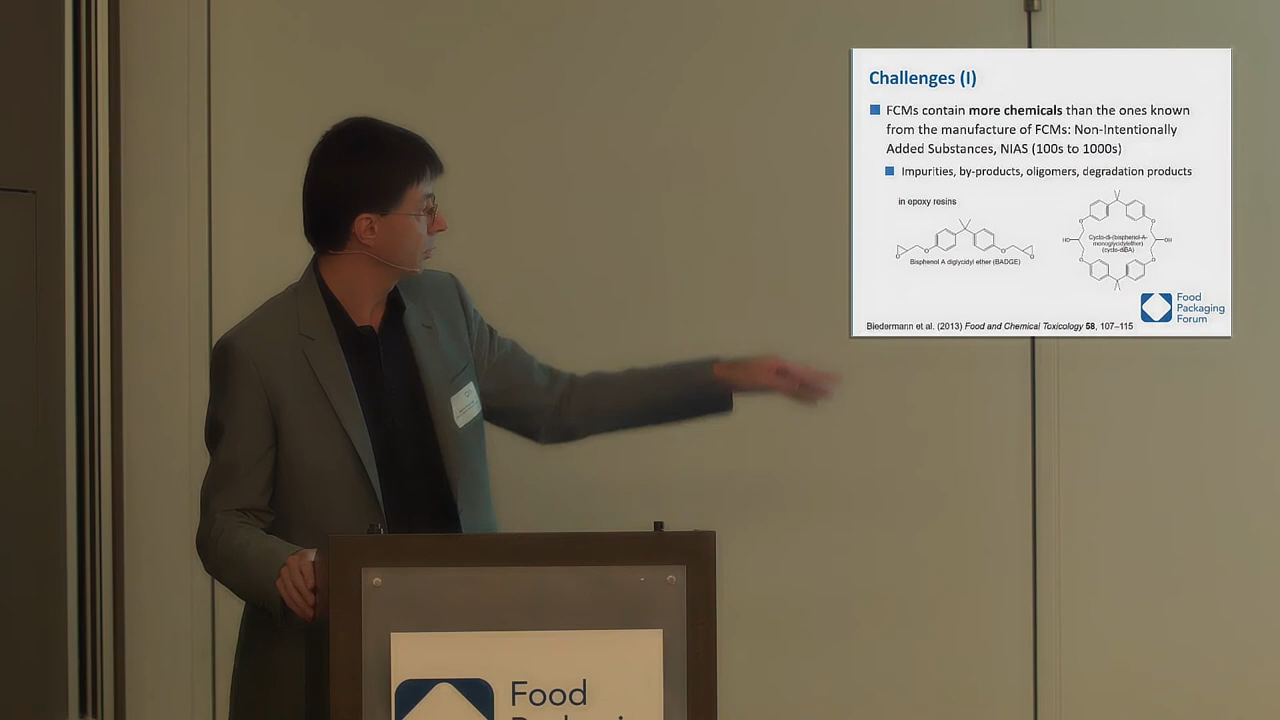 Challenges (I)
FCMs contain more chemicals than the ones known
from the manufacture of FCMs: Non-Intentionally
Added Substances, NIAS (100s to 1000s)
Impurities, by-products, oligomers, degradation products
in epoxy resins
O
O
O
O
Bisphenol A diglycidyl ether (BADGE)
O
O
HO
OH
Cyclo-di-(bisphenol-A-
monoglycidylether)
(cyclo-diBA)
O
O
Food
Packaging
Forum
Biedermann et al. (2013) Food and Chemical Toxicology 58, 107–115
Food